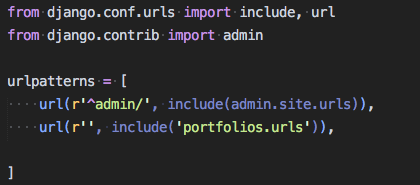 from django.conf.urls import include, url
from django.contrib import admin

urlpatterns = [
    url(r'^admin/', include(admin.site.urls)),
    url(r'', include('portfolios.urls')),

]